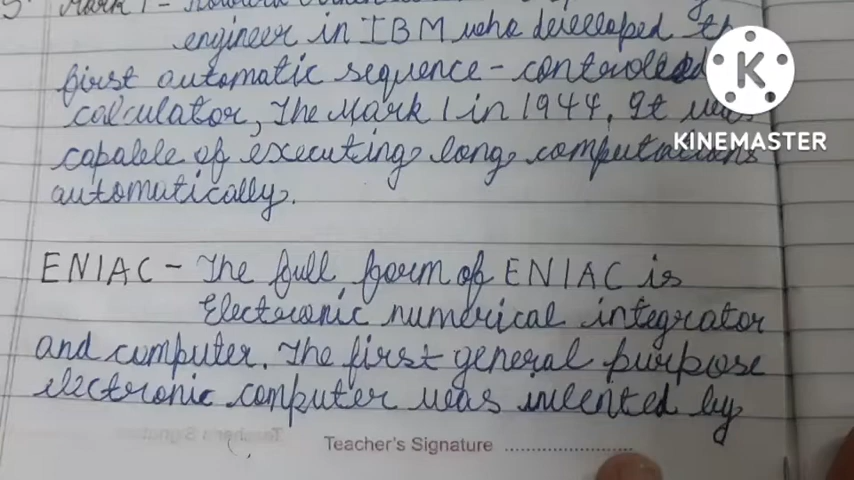 Mark 1 -
engineer in IBM who developed the
first automatic sequence - controlled
calculator, The Mark 1 in 1944. It was
capable of executing long computations
automatically.
ENIAC - The full form of ENIAC is
Electronic numerical integrator
and computer. The first general purpose
electronic computer was invented by
Teacher's Signature
K
KINEMASTER